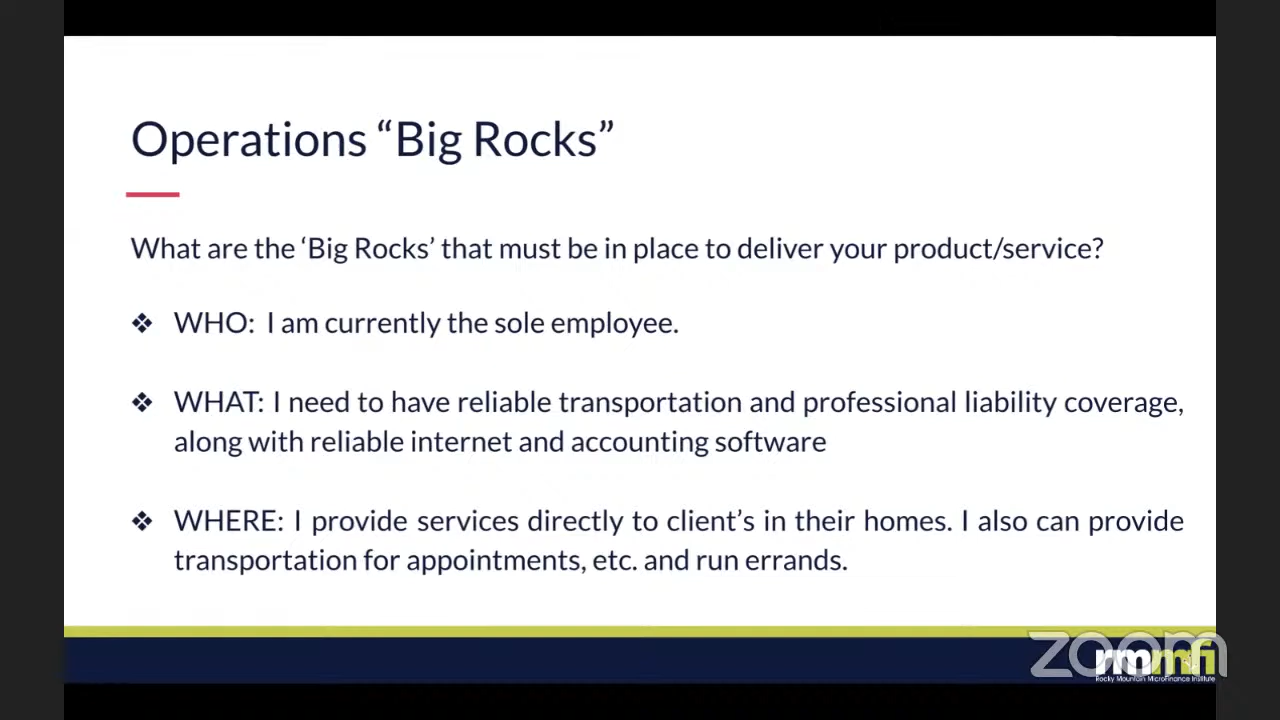 Operations “Big Rocks”
What are the ‘Big Rocks’ that must be in place to deliver your product/service?
❖ WHO: I am currently the sole employee.
❖ WHAT: I need to have reliable transportation and professional liability coverage,
along with reliable internet and accounting software
❖ WHERE: I provide services directly to client’s in their homes. I also can provide
transportation for appointments, etc. and run errands.
zoom
rmmfi
Rocky Mountain MicroFinance Institute